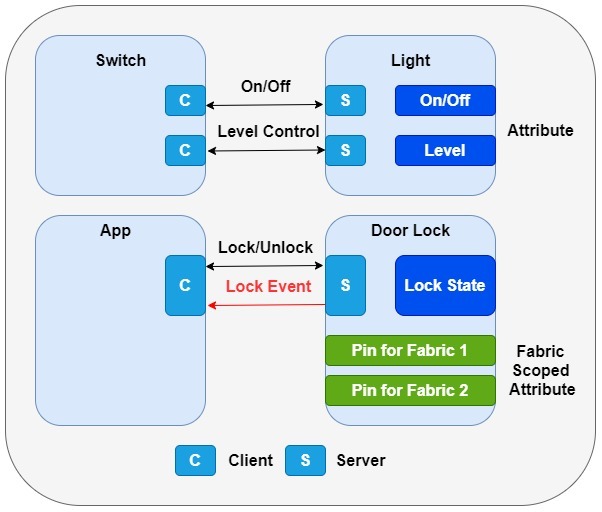 Switch
Light
C
On/Off
S
On/Off
C
Level Control
S
Level
Attribute
App
Door Lock
C
Lock/Unlock
Lock Event
S
Lock State
Pin for Fabric 1
Pin for Fabric 2
Fabric
Scoped
Attribute
C
Client
S
Server